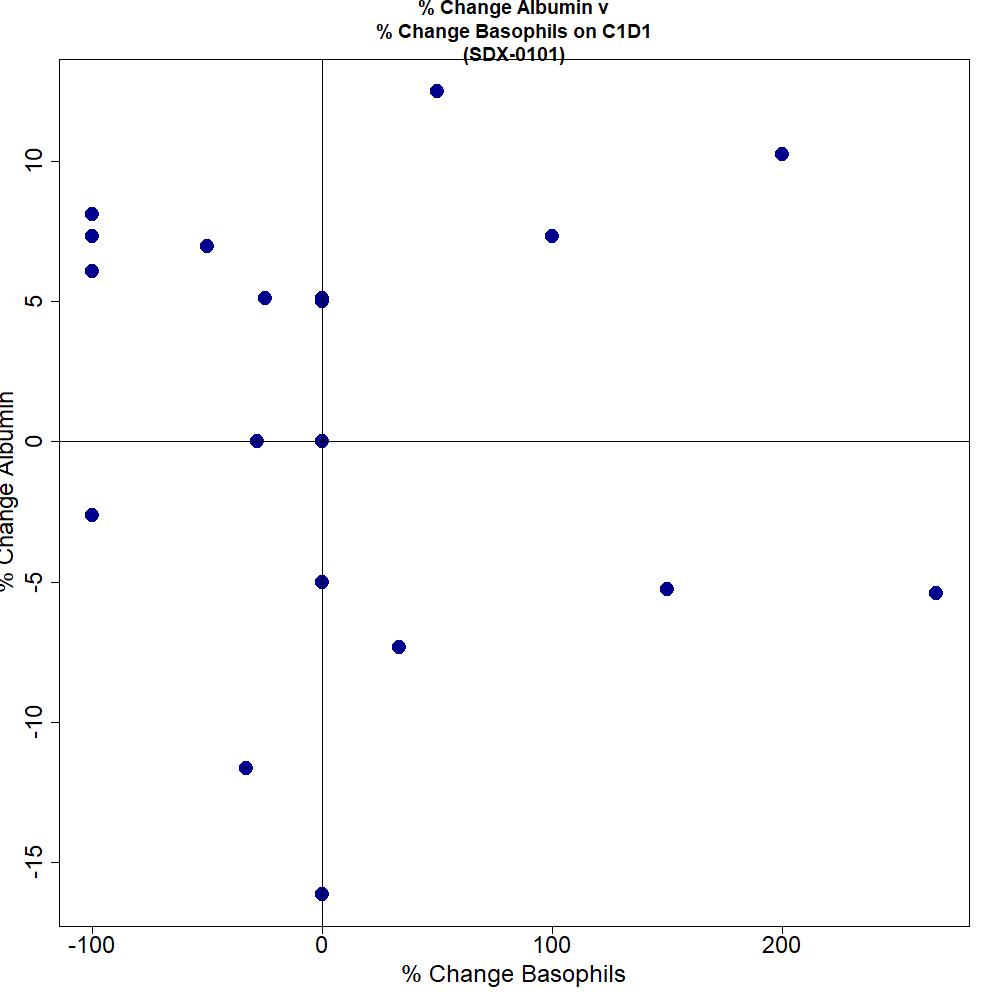 % Change Albumin v
% Change Basophils on C1D1
(SDX-0101)
% Change Albumin
10
5
0
-5
-10
-15
-100
0
100
200
% Change Basophils